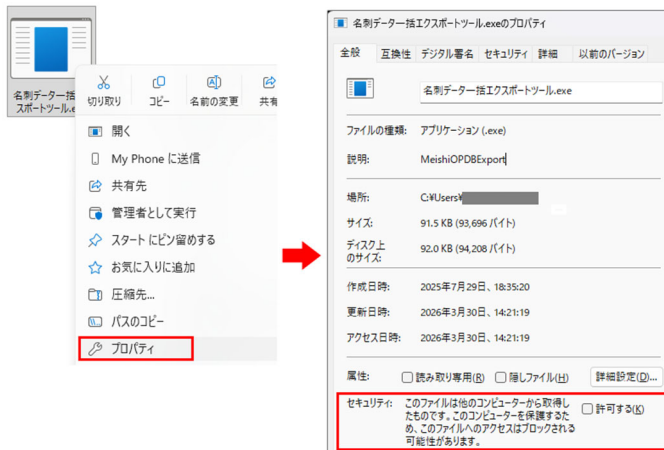 名刺データ一括エクスポートツール.exeのプロパティ
名刺データ一括
スポートツール.e
切り取り
コピー
名前の変更
共有
開く
My Phone に送信
共有先
管理者として実行
スタート にピン留めする
お気に入りに追加
圧縮先...
パスのコピー
プロパティ
全般 互換性 デジタル署名 セキュリティ 詳細 以前のバージョン
名刺データ一括エクスポートツール.exe
ファイルの種類: アプリケーション (.exe)
説明: MeishiOPDBExport
場所: C:¥Users¥
サイズ: 91.5 KB (93,696 バイト)
ディスク上
のサイズ: 92.0 KB (94,208 バイト)
作成日時: 2025年7月29日、18:35:20
更新日時: 2026年3月30日、14:21:19
アクセス日時: 2026年3月30日、14:21:19
属性: 読み取り専用(R) 隠しファイル(H) 詳細設定(D)...
セキュリティ: このファイルは他のコンピューターから取得し
たものです。このコンピューターを保護するた
め、このファイルへのアクセスはブロックされる
可能性があります。
許可する(K)